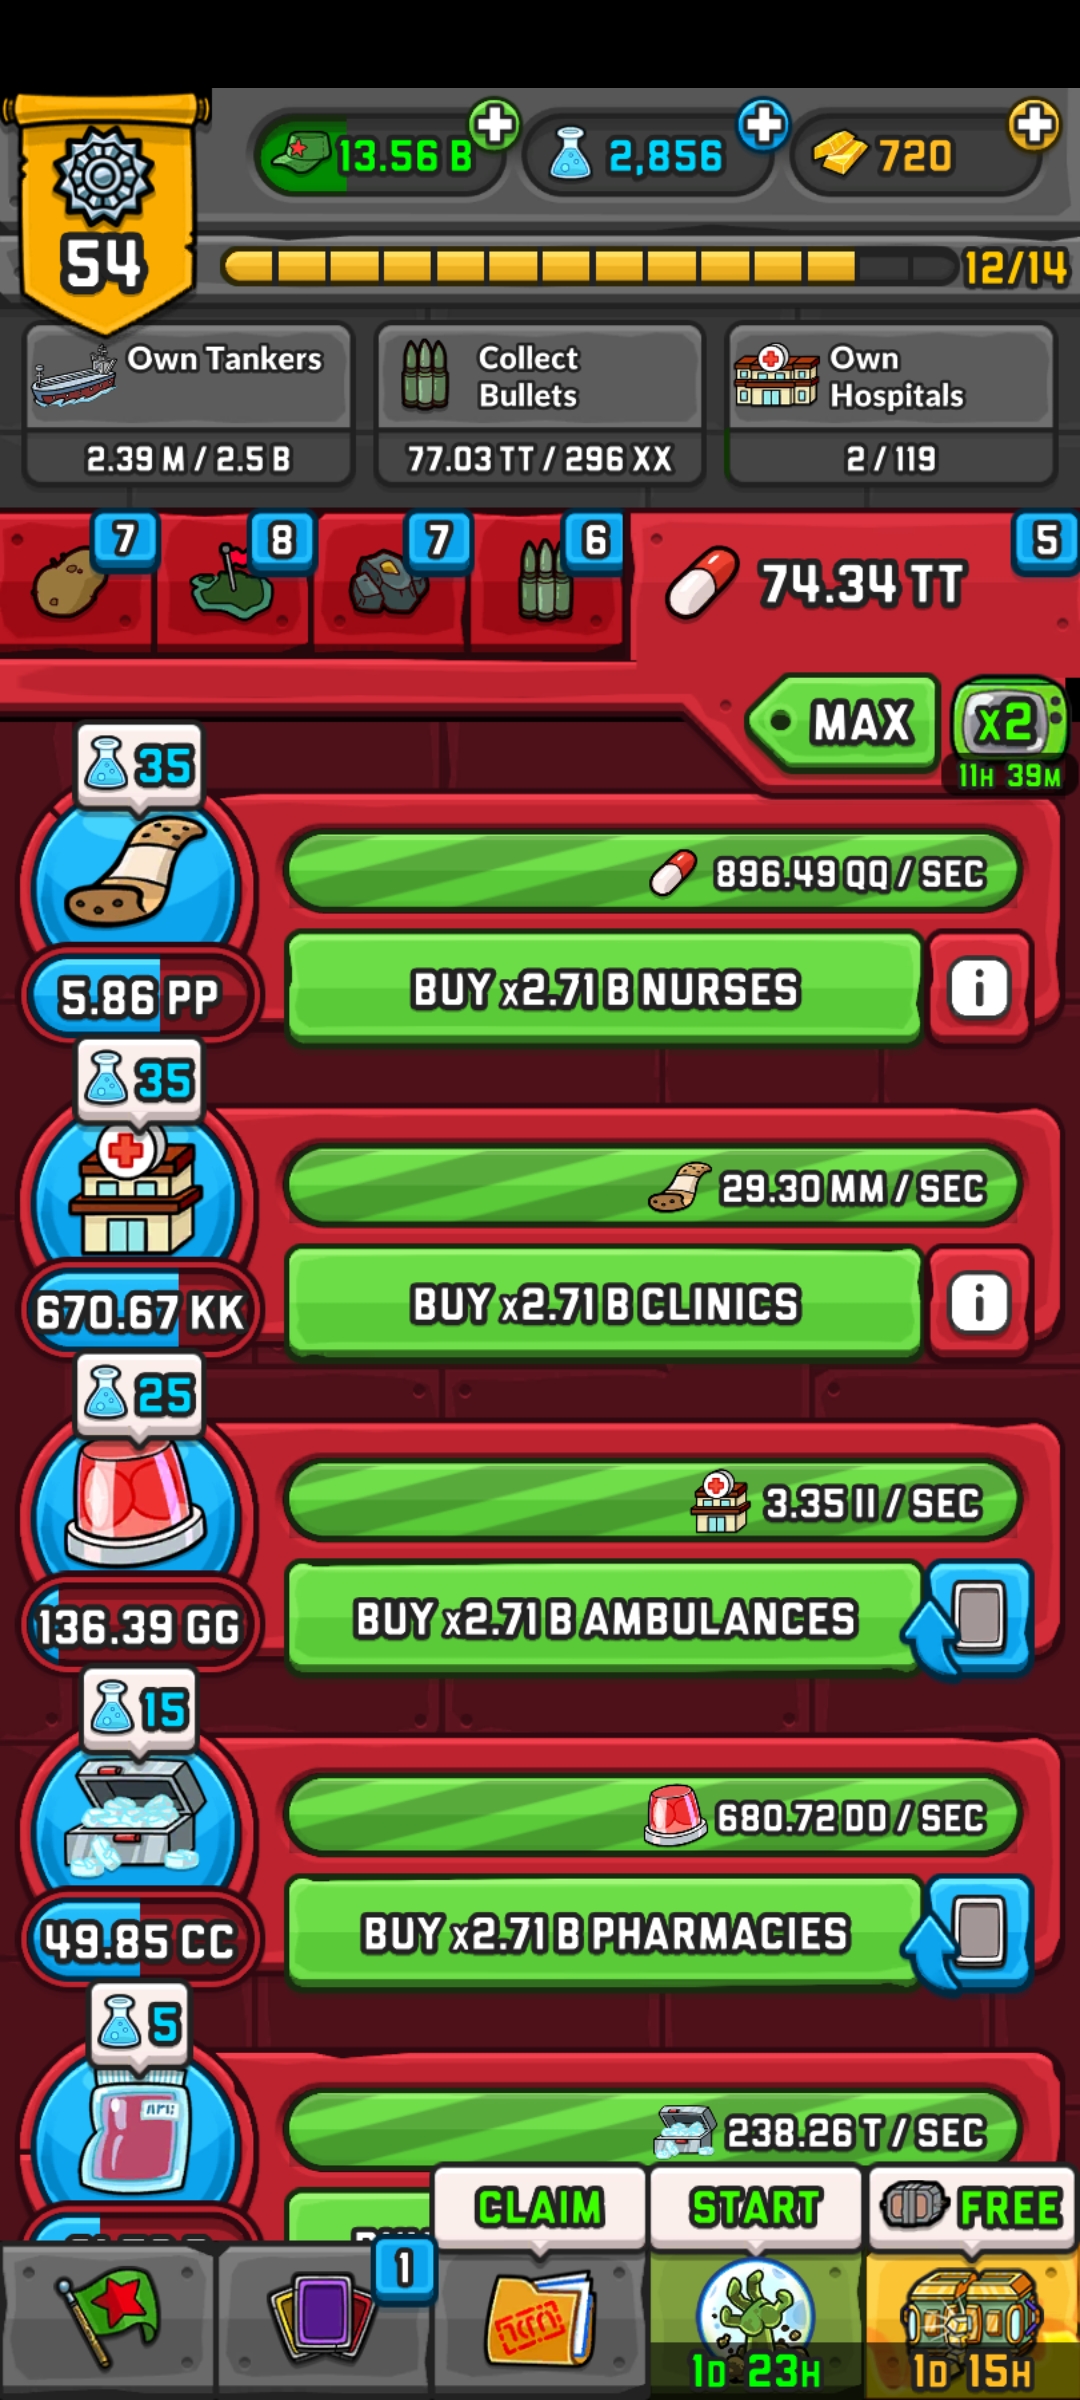 54
13.56 B
2,856
720
12/14
Own Tankers
2.39 M / 2.5 B
Collect
Bullets
77.03 TT / 296 XX
Own
Hospitals
2 / 119
7
8
7
6
74.34 TT
5
MAX
x2
11H 39M
35
896.49 QQ / SEC
BUY x2.71 B NURSES
i
5.86 PP
35
29.30 MM / SEC
BUY x2.71 B CLINICS
i
670.67 KK
25
3.35 II / SEC
BUY x2.71 B AMBULANCES
136.39 GG
15
680.72 DD / SEC
BUY x2.71 B PHARMACIES
49.85 CC
5
238.26 T / SEC
CLAIM
START
FREE
1
1D 23H
1D 15H